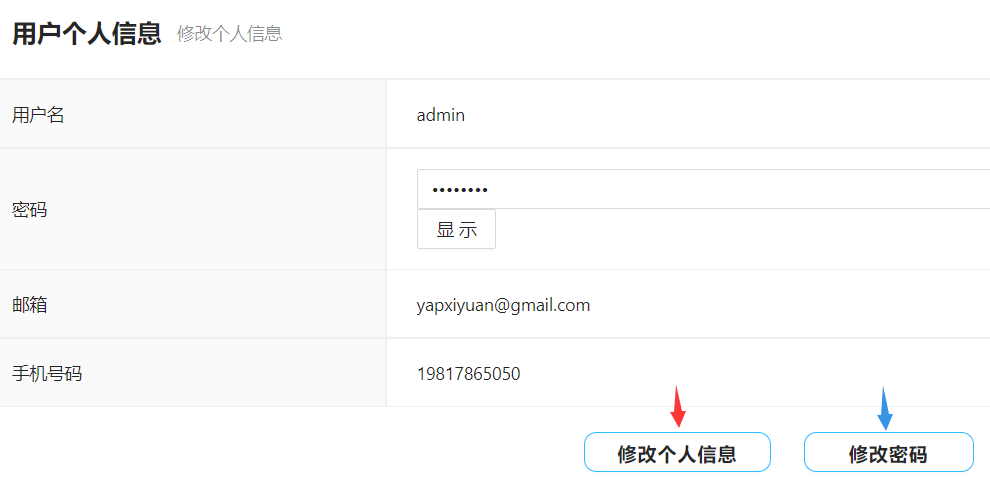 用户个人信息 修改个人信息
用户名 admin
密码 ••••••••
显 示
邮箱 yapxiyuan@gmail.com
手机号码 19817865050
修改个人信息 修改密码